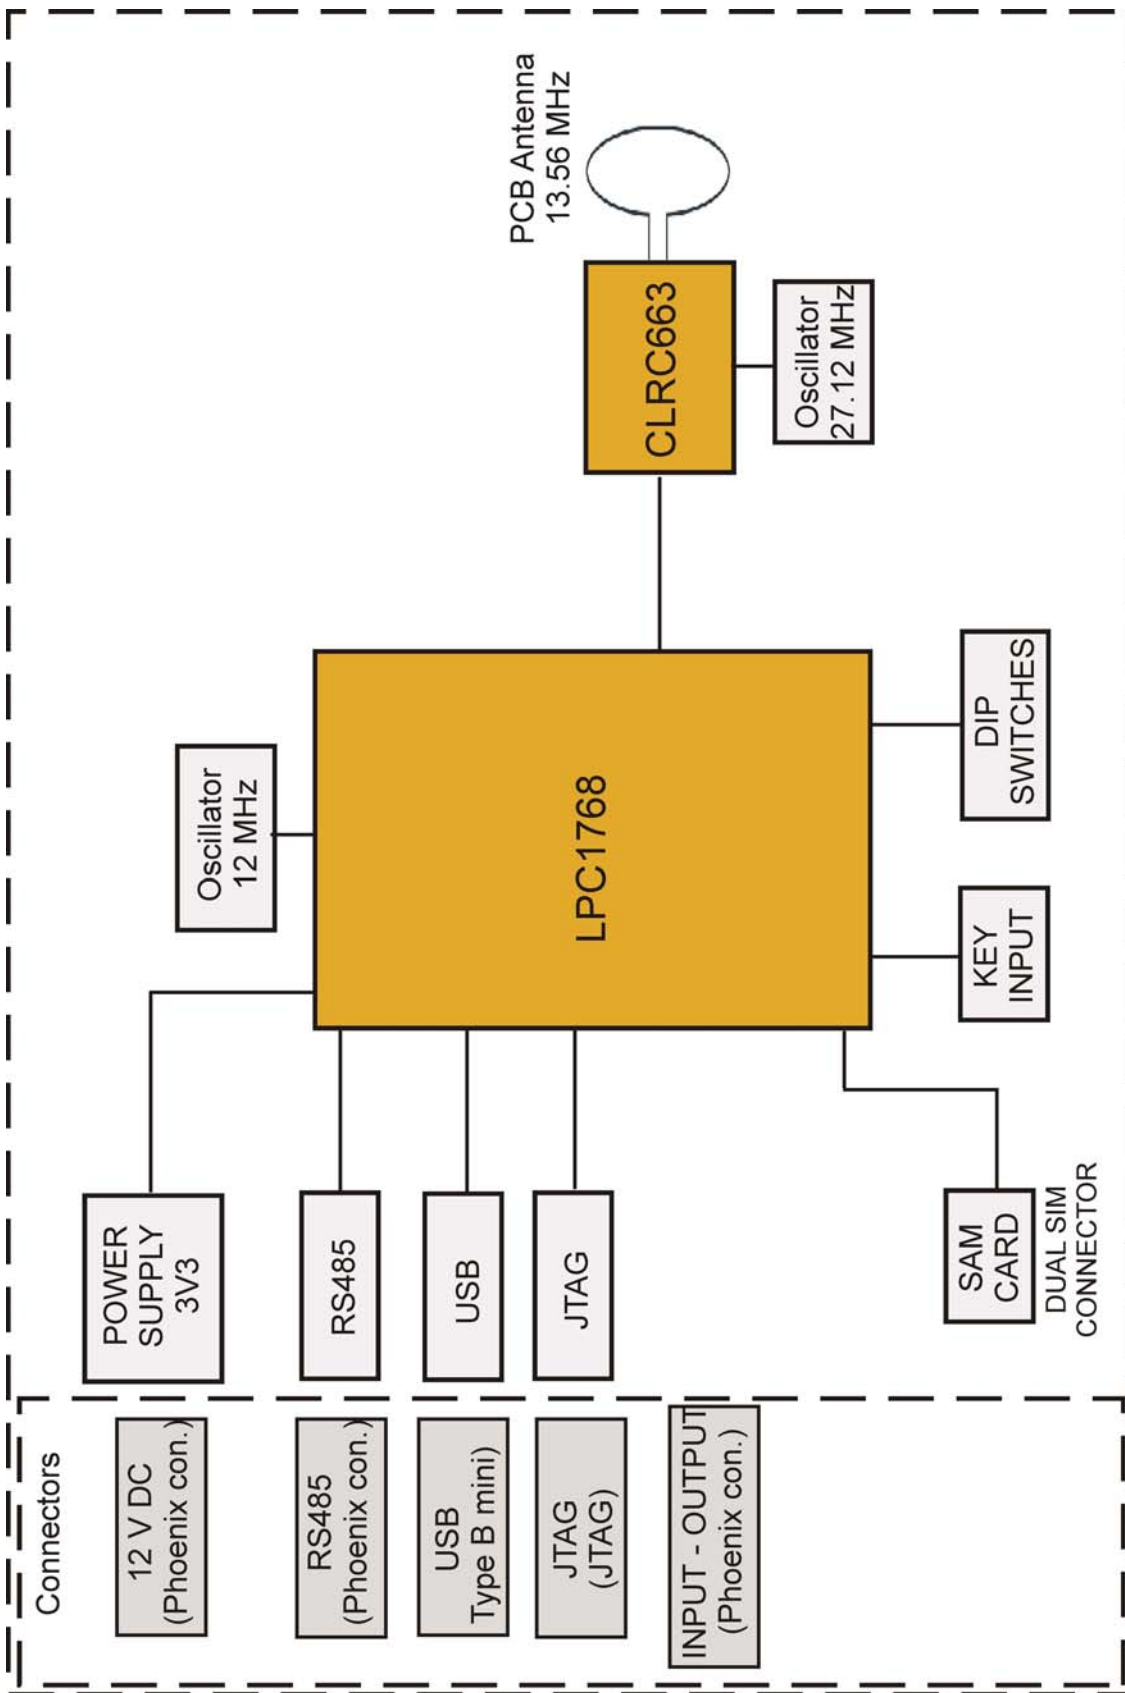 Connectors
12 V DC
(Phoenix con.)
RS485
(Phoenix con.)
USB
Type B mini)
JTAG
(JTAG)
INPUT - OUTPUT
(Phoenix con.)
POWER
SUPPLY
3V3
RS485
USB
JTAG
SAM
CARD
DUAL SIM
CONNECTOR
Oscillator
12 MHz
LPC1768
KEY
INPUT
DIP
SWITCHES
PCB Antenna
13.56 MHz
CLRC663
Oscillator
27.12 MHz